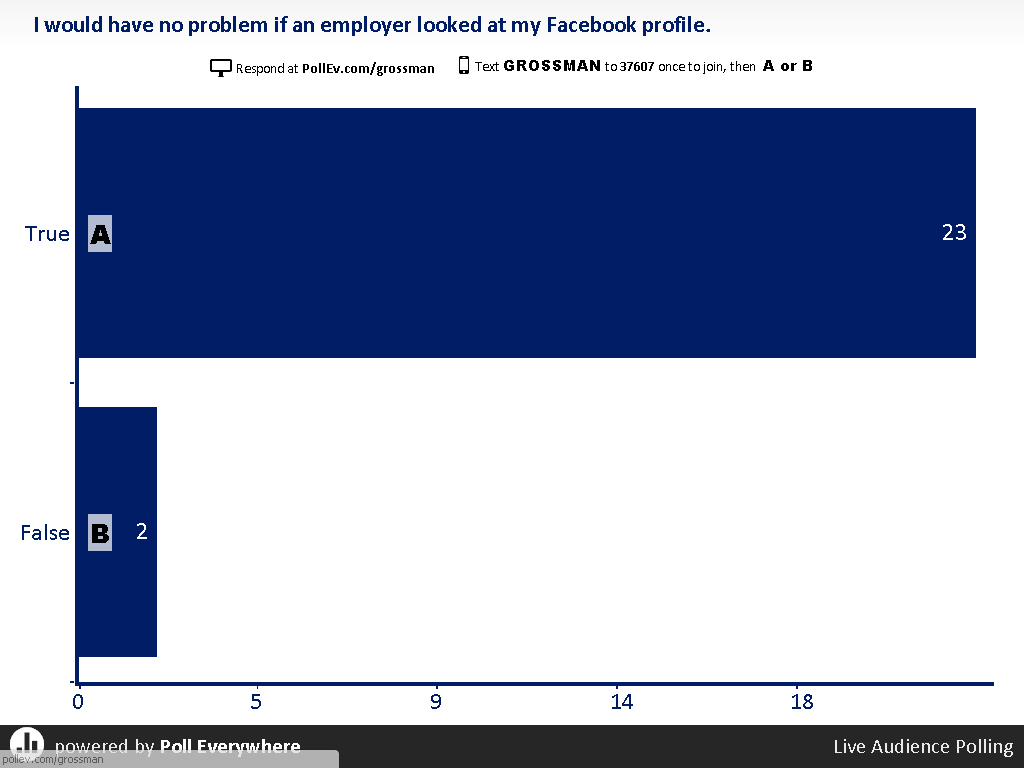 I would have no problem if an employer looked at my Facebook profile.
Respond at PollEv.com/grossman Text GROSSMAN to 37607 once to join, then A or B
True A 23
False B 2
0 5 9 14 18
powered by Poll Everywhere Live Audience Polling
pollev.com/grossman